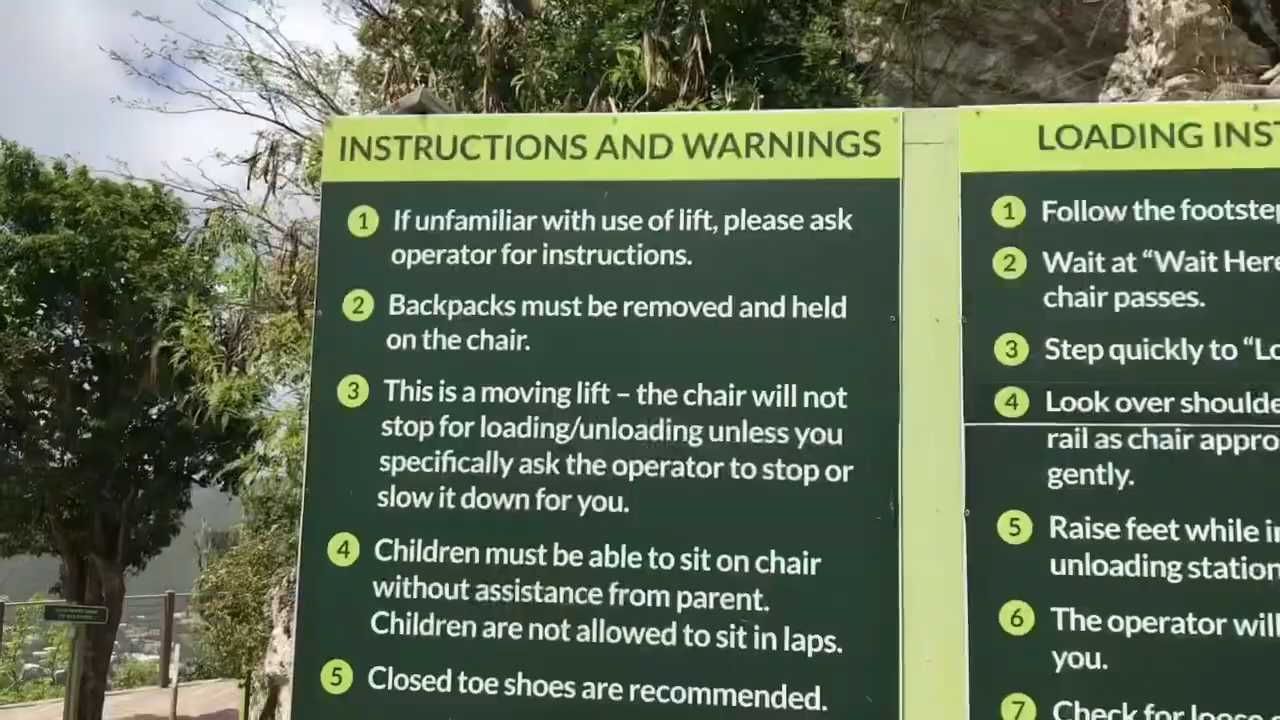 INSTRUCTIONS AND WARNINGS
1 If unfamiliar with use of lift, please ask
operator for instructions.
2 Backpacks must be removed and held
on the chair.
3 This is a moving lift – the chair will not
stop for loading/unloading unless you
specifically ask the operator to stop or
slow it down for you.
4 Children must be able to sit on chair
without assistance from parent.
Children are not allowed to sit in laps.
5 Closed toe shoes are recommended.
LOADING
1 Follow the
2 Wait at “Wait Here
chair passes.
3 Step quickly to
4 Look over
rail as chair
gently.
5 Raise feet while
unloading station
6 The operator will
you.
7 Check for loose